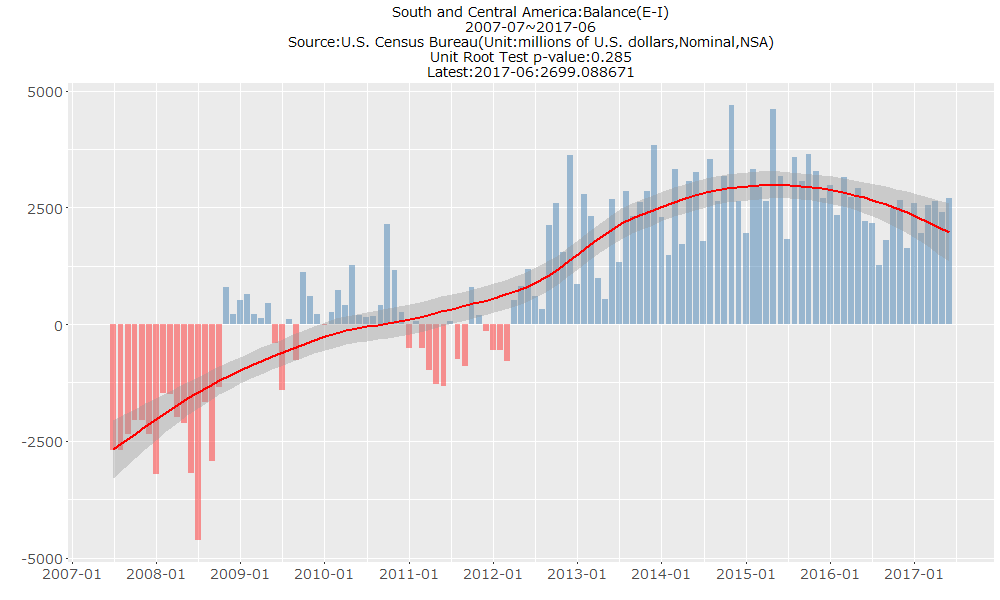 South and Central America:Balance(E-I)
2007-07~2017-06
Source:U.S. Census Bureau(Unit:millions of U.S. dollars,Nominal,NSA)
Unit Root Test p-value:0.285
Latest:2017-06:2699.088671
5000
2500
0
-2500
-5000
2007-01 2008-01 2009-01 2010-01 2011-01 2012-01 2013-01 2014-01 2015-01 2016-01 2017-01